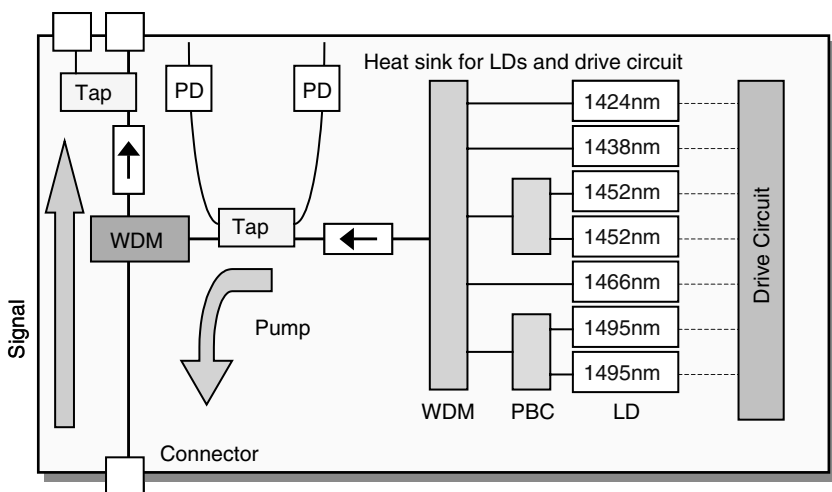 Heat sink for LDs and drive circuit
Tap
PD
PD
1424nm
1438nm
1452nm
1452nm
1466nm
1495nm
1495nm
Drive Circuit
WDM
Tap
Pump
Signal
WDM
PBC
LD
Connector